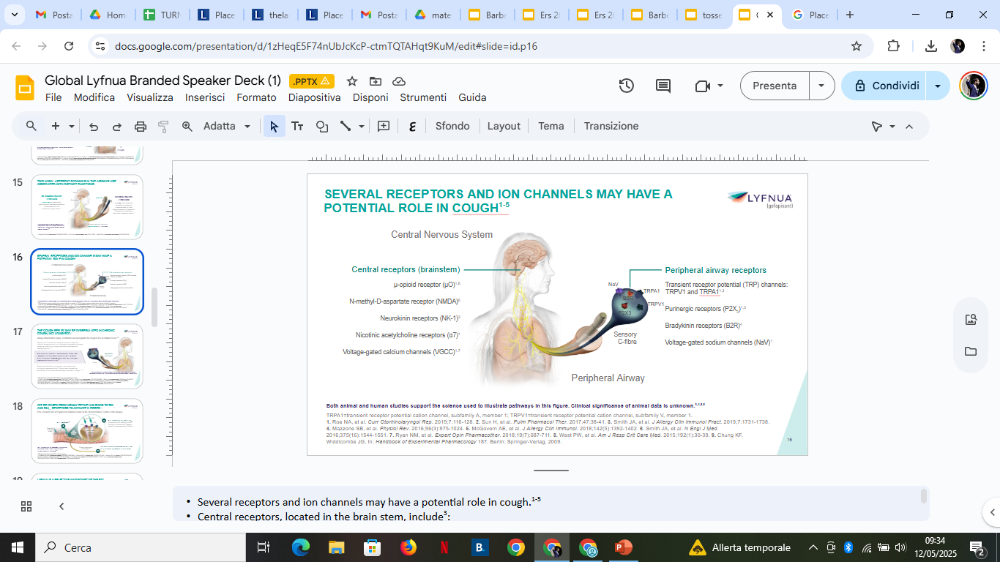 Posta
Home
TURN
Place
thela
Place
Posta
mate
Barbe
Ers 2
Ers 2
Barbe
tosse
Place
docs.google.com/presentation/d/1zHeqE5F74nUbJcKcP-ctmTQTAHqt9KuM/edit#slide=id.p16
Global Lyfnua Branded Speaker Deck (1)
.PPTX
File Modifica Visualizza Inserisci Formato Diapositiva Disponi Strumenti Guida
Presenta
Condividi
Adatta
Sfondo
Layout
Tema
Transizione
15
16
17
18
SEVERAL RECEPTORS AND ION CHANNELS MAY HAVE A
POTENTIAL ROLE IN COUGH1-5
LYFNUA
(gefapixant)
Central Nervous System
Central receptors (brainstem)
μ-opioid receptor (μO)1,6
N-methyl-D-aspartate receptor (NMDA)6
Neurokinin receptors (NK-1)3
Nicotinic acetylcholine receptors (α7)1
Voltage-gated calcium channels (VGCC)1,7
NaV
TRPA1
B2R
TRPV1
P2X3
Sensory
C-fibre
Peripheral airway receptors
Transient receptor potential (TRP) channels:
TRPV1 and TRPA11,3
Purinergic receptors (P2X3)1,3
Bradykinin receptors (B2R)4
Voltage-gated sodium channels (NaV)1
Peripheral Airway
Both animal and human studies support the science used to illustrate pathways in this figure. Clinical significance of animal data is unknown.
TRPA1=transient receptor potential cation channel, subfamily A, member 1; TRPV1=transient receptor potential cation channel, subfamily V, member 1.
1. Roe NA, et al. Curr Otorhinolaryngol Rep. 2019;7:116-128. 2. Sun H, et al. Pulm Pharmacol Ther. 2017;47:38-41. 3. Smith JA, et al. J Allergy Clin Immunol Pract. 2019;7:1731-1738.
4. Mazzone SB, et al. Physiol Rev. 2016;96(3):975-1024. 5. McGovern AE, et al. J Allergy Clin Immunol. 2018;142(5):1392-1402. 6. Smith JA, et al. N Engl J Med.
2016;375(16):1544-1551. 7. Ryan NM, et al. Expert Opin Pharmacother. 2018;19(7):687-711. 8. West PW, et al. Am J Resp Crit Care Med. 2015;192(1):30-39. 9. Chung KF,
Widdicombe JG. In: Handbook of Experimental Pharmacology 187. Berlin: Springer-Verlag, 2009.
16
• Several receptors and ion channels may have a potential role in cough.1-5
• Central receptors, located in the brain stem, include3:
Cerca
Allerta temporale
09:34
12/05/2025
2